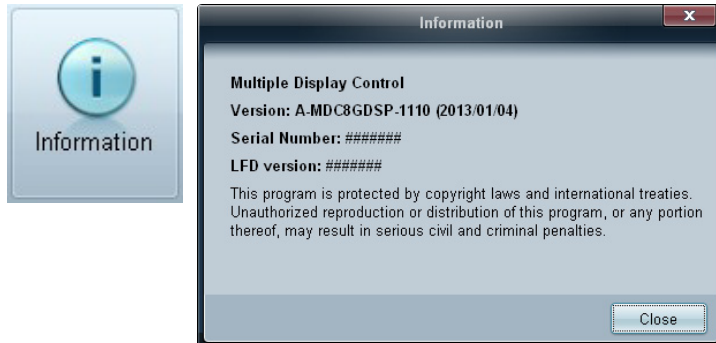 Information
Information
x
Multiple Display Control
Version: A-MDC8GDSP-1110 (2013/01/04)
Serial Number: #######
LFD version: #######
This program is protected by copyright laws and international treaties.
Unauthorized reproduction or distribution of this program, or any portion
thereof, may result in serious civil and criminal penalties.
Close